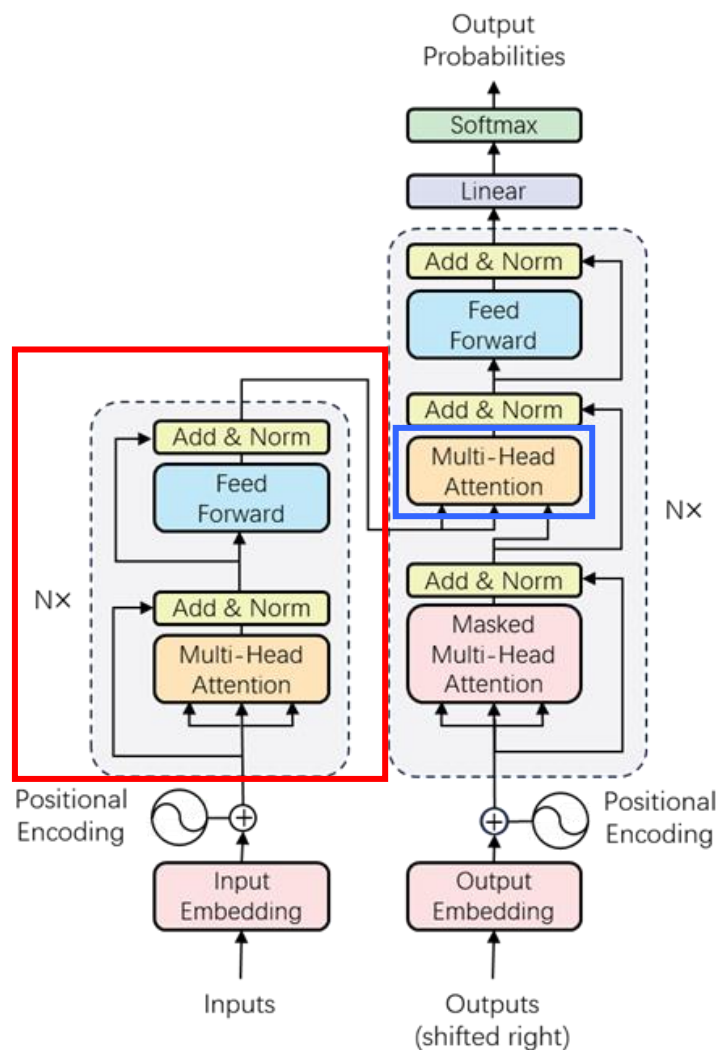 Output
Probabilities
Softmax
Linear
Add & Norm
Feed
Forward
Add & Norm
Multi-Head
Attention
N×
Add & Norm
Masked
Multi-Head
Attention
Add & Norm
Feed
Forward
N×
Add & Norm
Multi-Head
Attention
Positional
Encoding
Positional
Encoding
Input
Embedding
Output
Embedding
Inputs
Outputs
(shifted right)